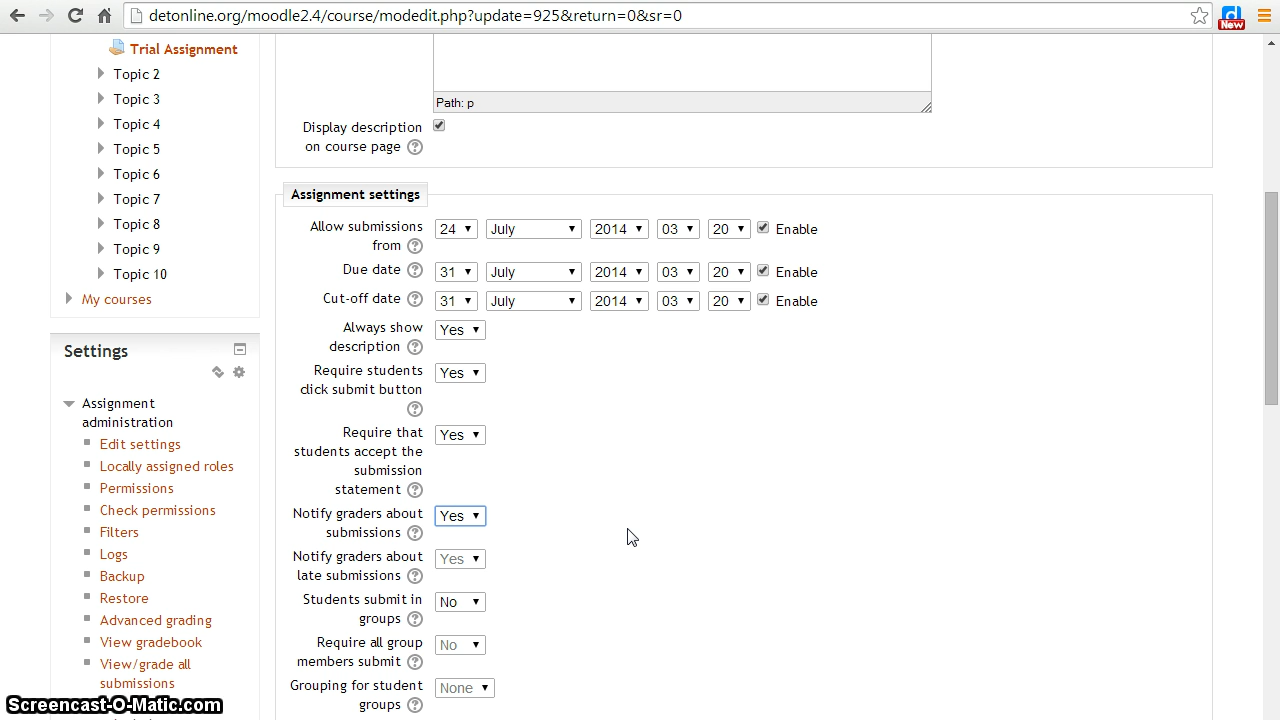 detonline.org/moodle2.4/course/modedit.php?update=925&return=0&sr=0
d
New
Trial Assignment
Topic 2
Topic 3
Topic 4
Topic 5
Topic 6
Topic 7
Topic 8
Topic 9
Topic 10
My courses
Settings
Assignment
administration
Edit settings
Locally assigned roles
Permissions
Check permissions
Filters
Logs
Backup
Restore
Advanced grading
View gradebook
View/grade all
submissions
Path: p
Display description
on course page
Assignment settings
Allow submissions
from
24 July 2014 03 20 Enable
Due date 31 July 2014 03 20 Enable
Cut-off date 31 July 2014 03 20 Enable
Always show
description
Yes
Require students
click submit button
Yes
Require that
students accept the
submission
statement
Yes
Notify graders about
submissions
Yes
Notify graders about
late submissions
Yes
Students submit in
groups
No
Require all group
members submit
No
Grouping for student
groups
None
Screencast-O-Matic.com